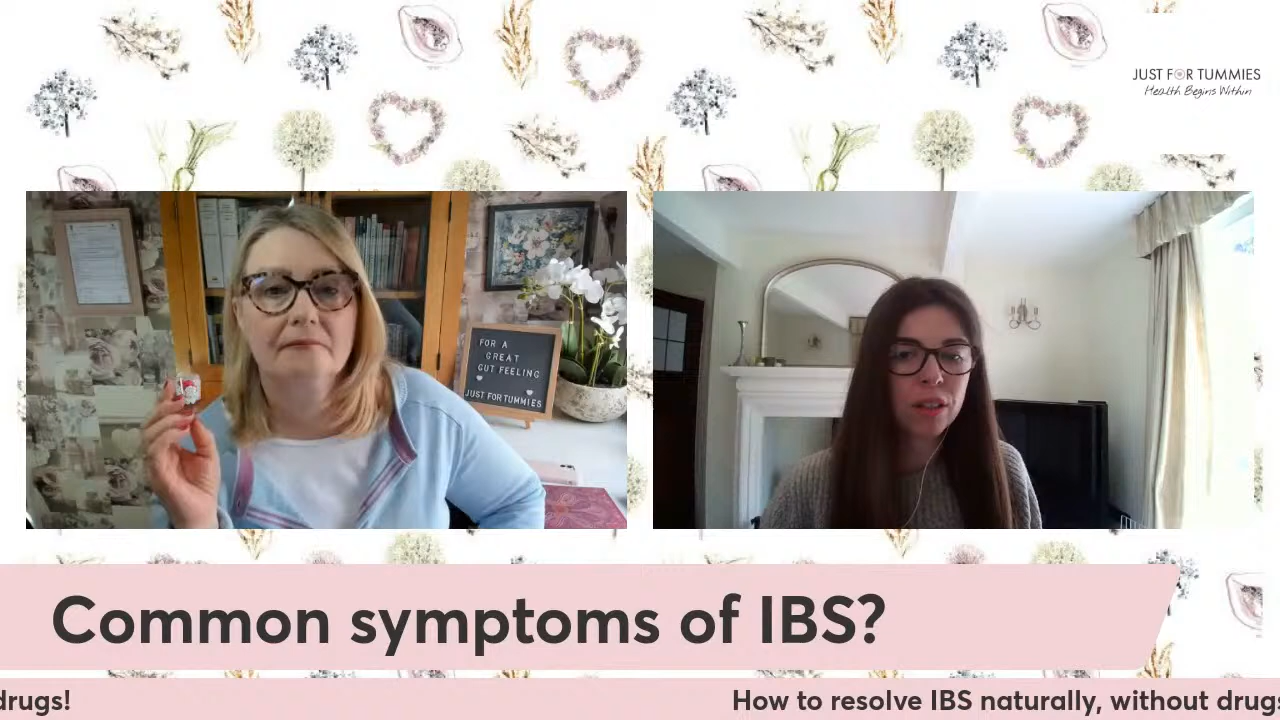 JUST FOR TUMMIES
Health Begins Within
FOR A
GREAT
GUT FEELING
JUST FOR TUMMIES
Common symptoms of IBS?
drugs!
How to resolve IBS naturally, without drugs